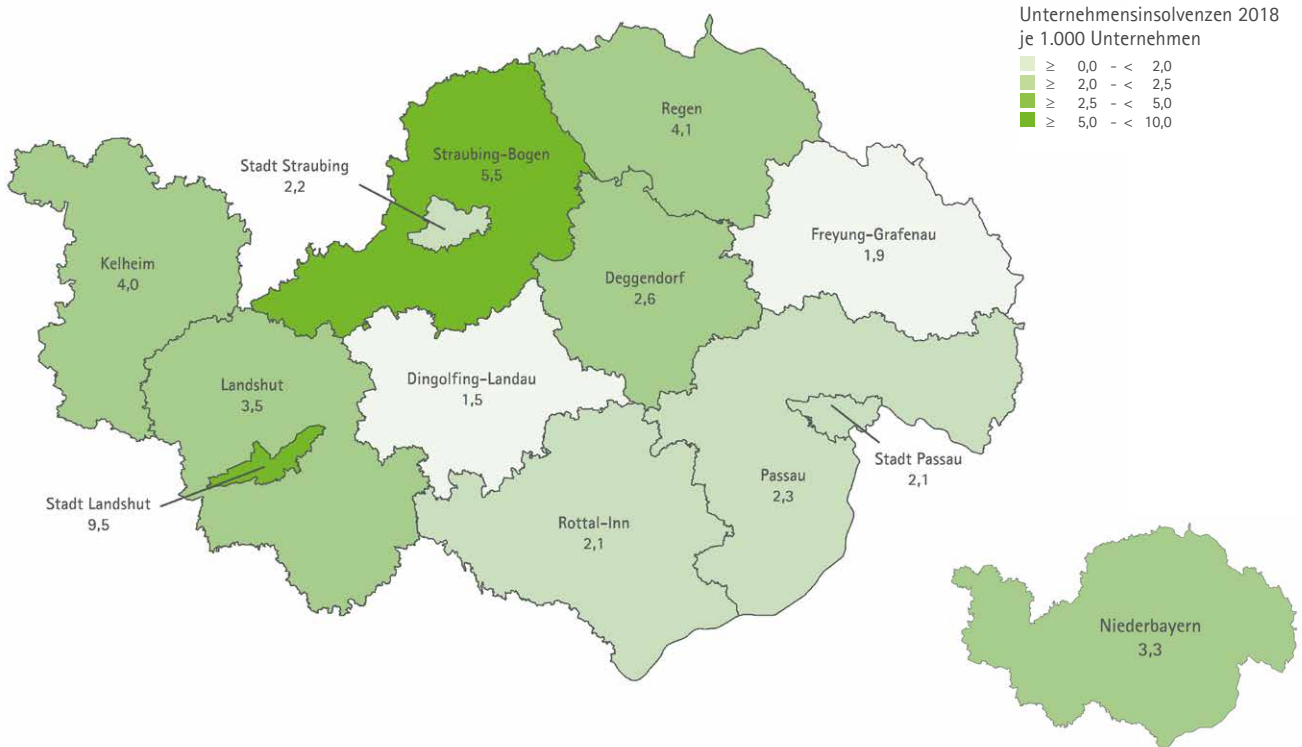 Unternehmensinsolvenzen 2018
je 1.000 Unternehmen
≥ 0,0 - < 2,0
≥ 2,0 - < 2,5
≥ 2,5 - < 5,0
≥ 5,0 - < 10,0
Regen
4,1
Straubing-Bogen
5,5
Stadt Straubing
2,2
Freyung-Grafenau
1,9
Kelheim
4,0
Deggendorf
2,6
Landshut
3,5
Dingolfing-Landau
1,5
Stadt Passau
2,1
Passau
2,3
Stadt Landshut
9,5
Rottal-Inn
2,1
Niederbayern
3,3